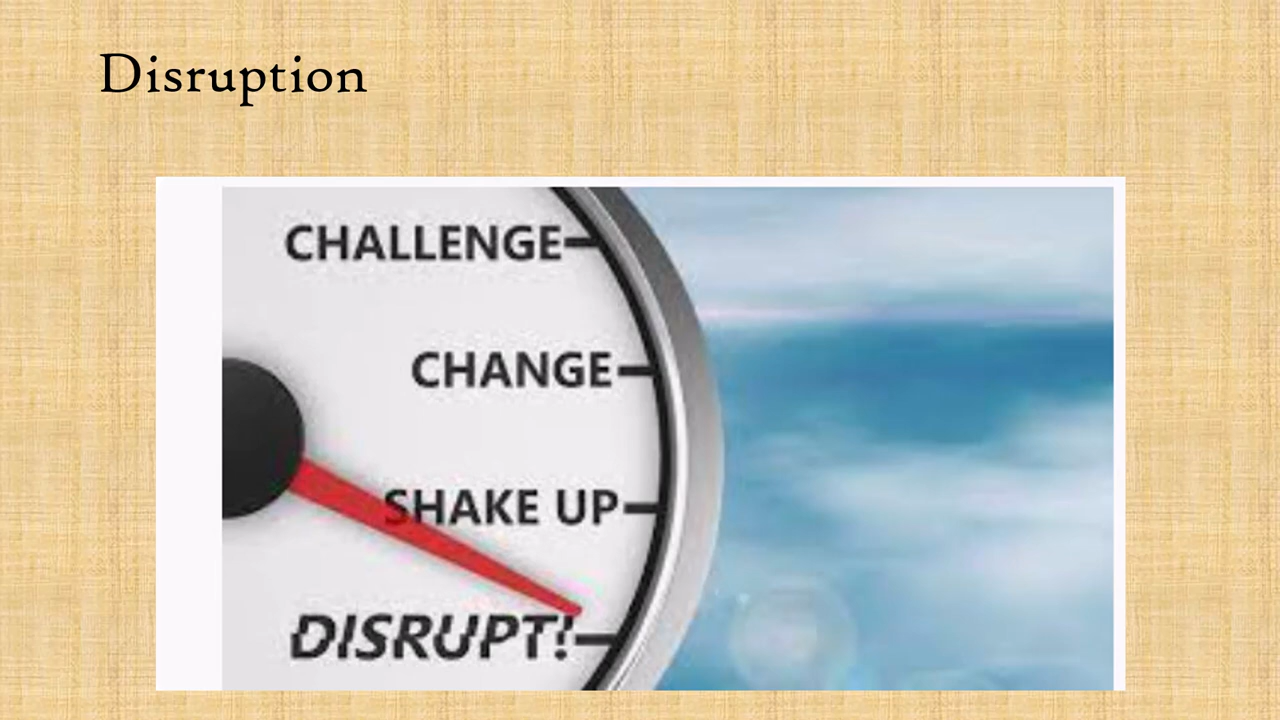 Disruption
CHALLENGE
CHANGE
SHAKE UP
DISRUPT!